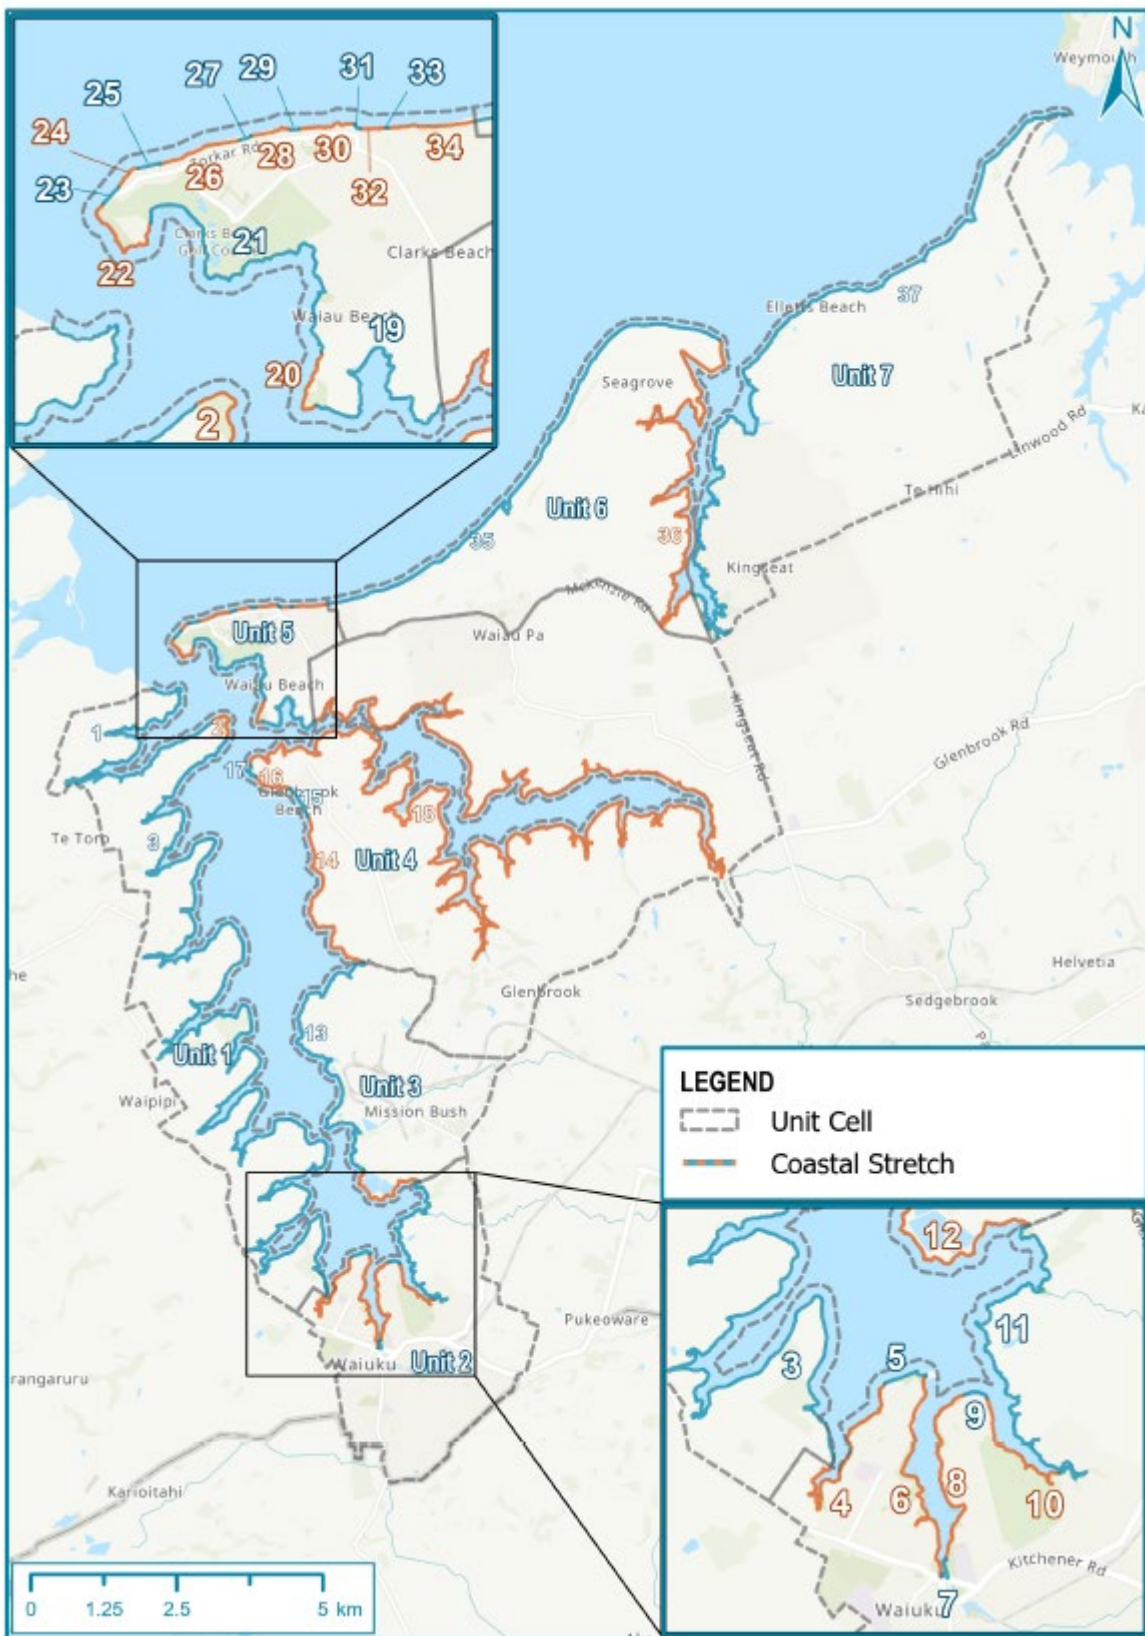 N
Weymouth
31
33
29
27
25
24
Torkar Rd
28
30
34
26
32
23
21
Clarks Beach
22
Waiau Beach
19
20
2
Elletts Beach
37
Unit 7
Seagrove
Linwood Rd
Te Hihi
Unit 6
35
36
Kingseat
McKenzie Rd
Waiau Pa
Unit 5
Waiau Beach
1
2
Kingseat Rd
Glenbrook Rd
17
16
Glenbrook
Beach
15
18
Te Toro
3
14
Unit 4
Helvetia
Glenbrook
Sedgebrook
13
Unit 1
Unit 3
Waipipi
Mission Bush
LEGEND
Unit Cell
Coastal Stretch
12
11
3
5
9
Pukeoware
Waiuku
Unit 2
4
6
8
10
Karioitahi
Kitchener Rd
7
Waiuku
0
1.25
2.5
5 km